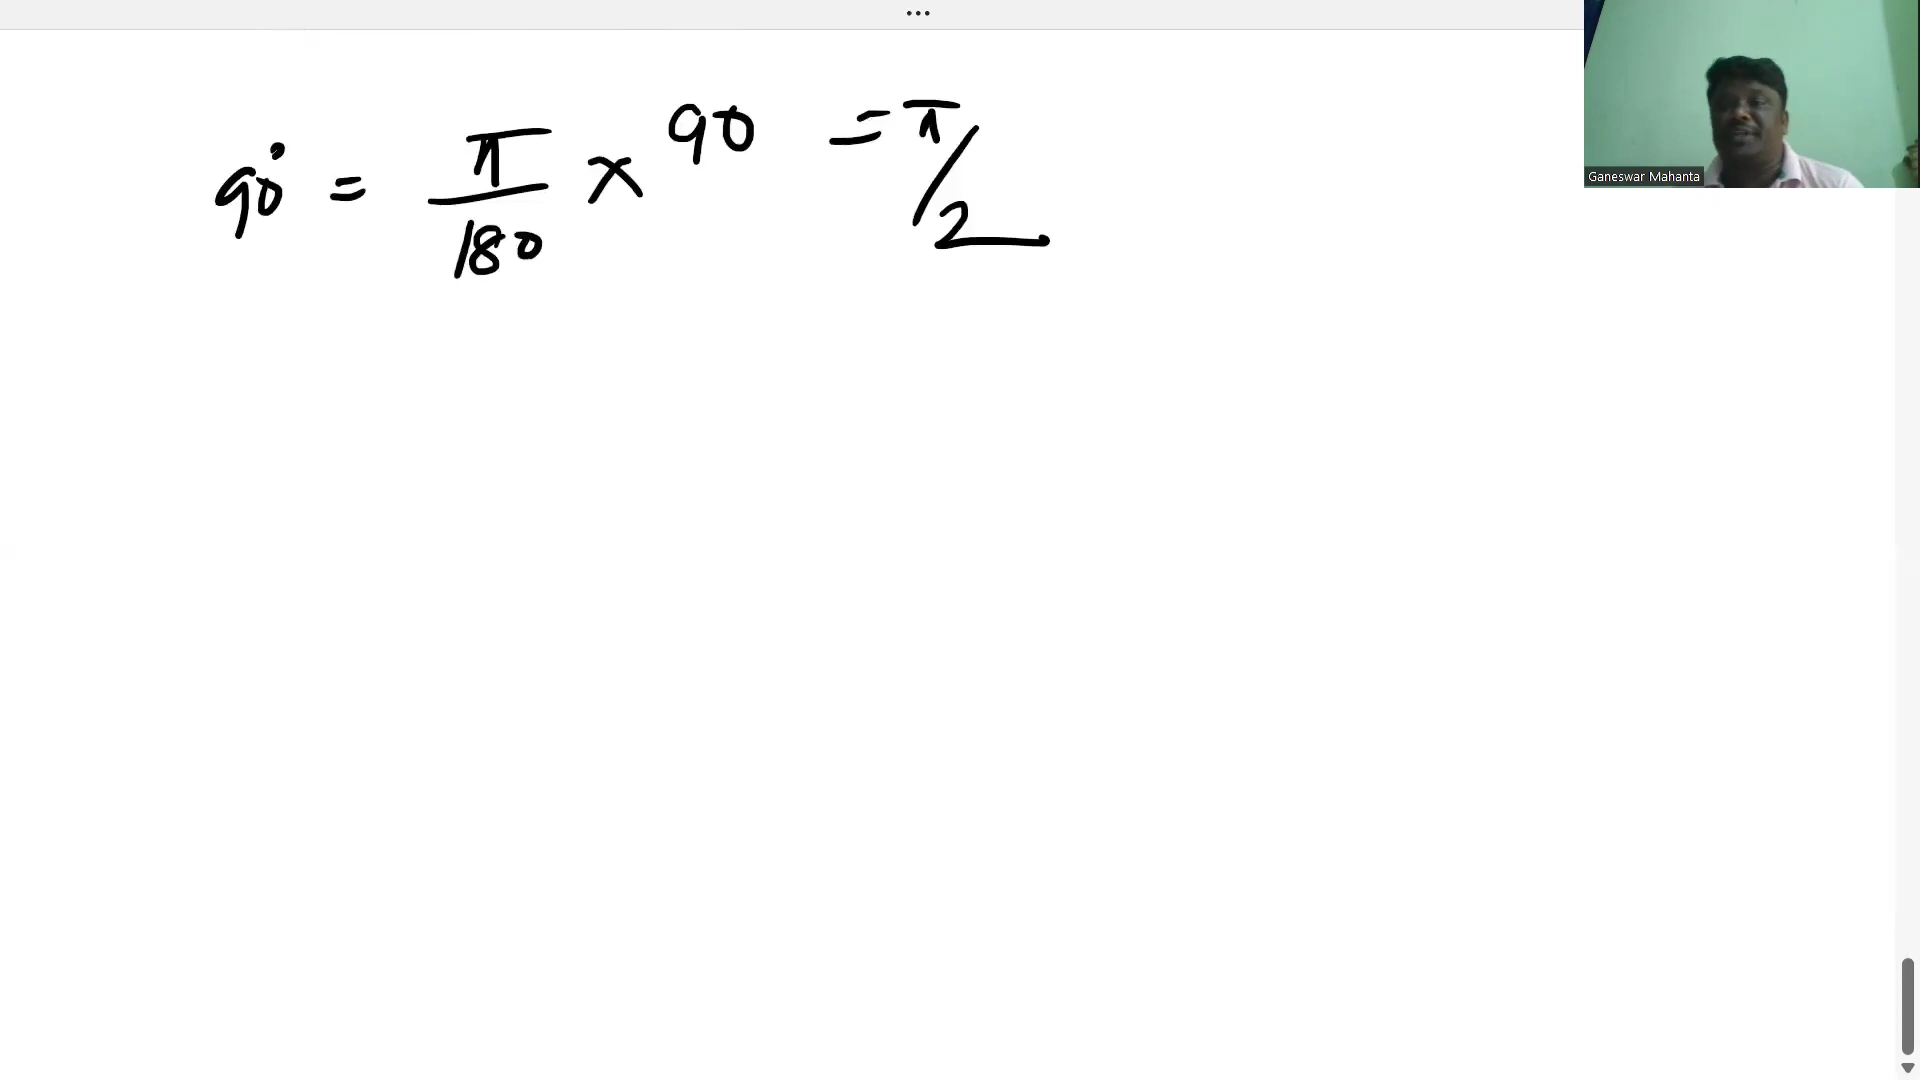 ...
90° = π/180 × 90 = π/2
Ganeswar Mahanta